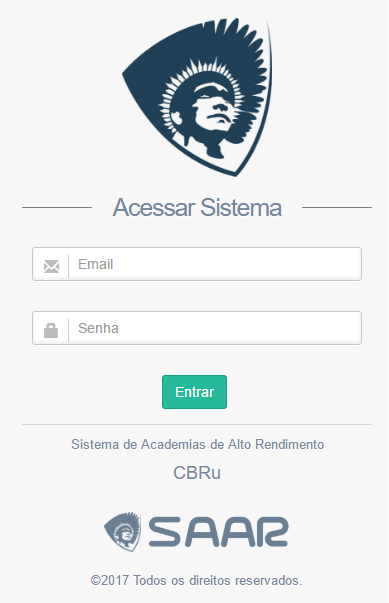 Acessar Sistema
Email
Senha
Entrar
Sistema de Academias de Alto Rendimento
CBRu
SAAR
©2017 Todos os direitos reservados.